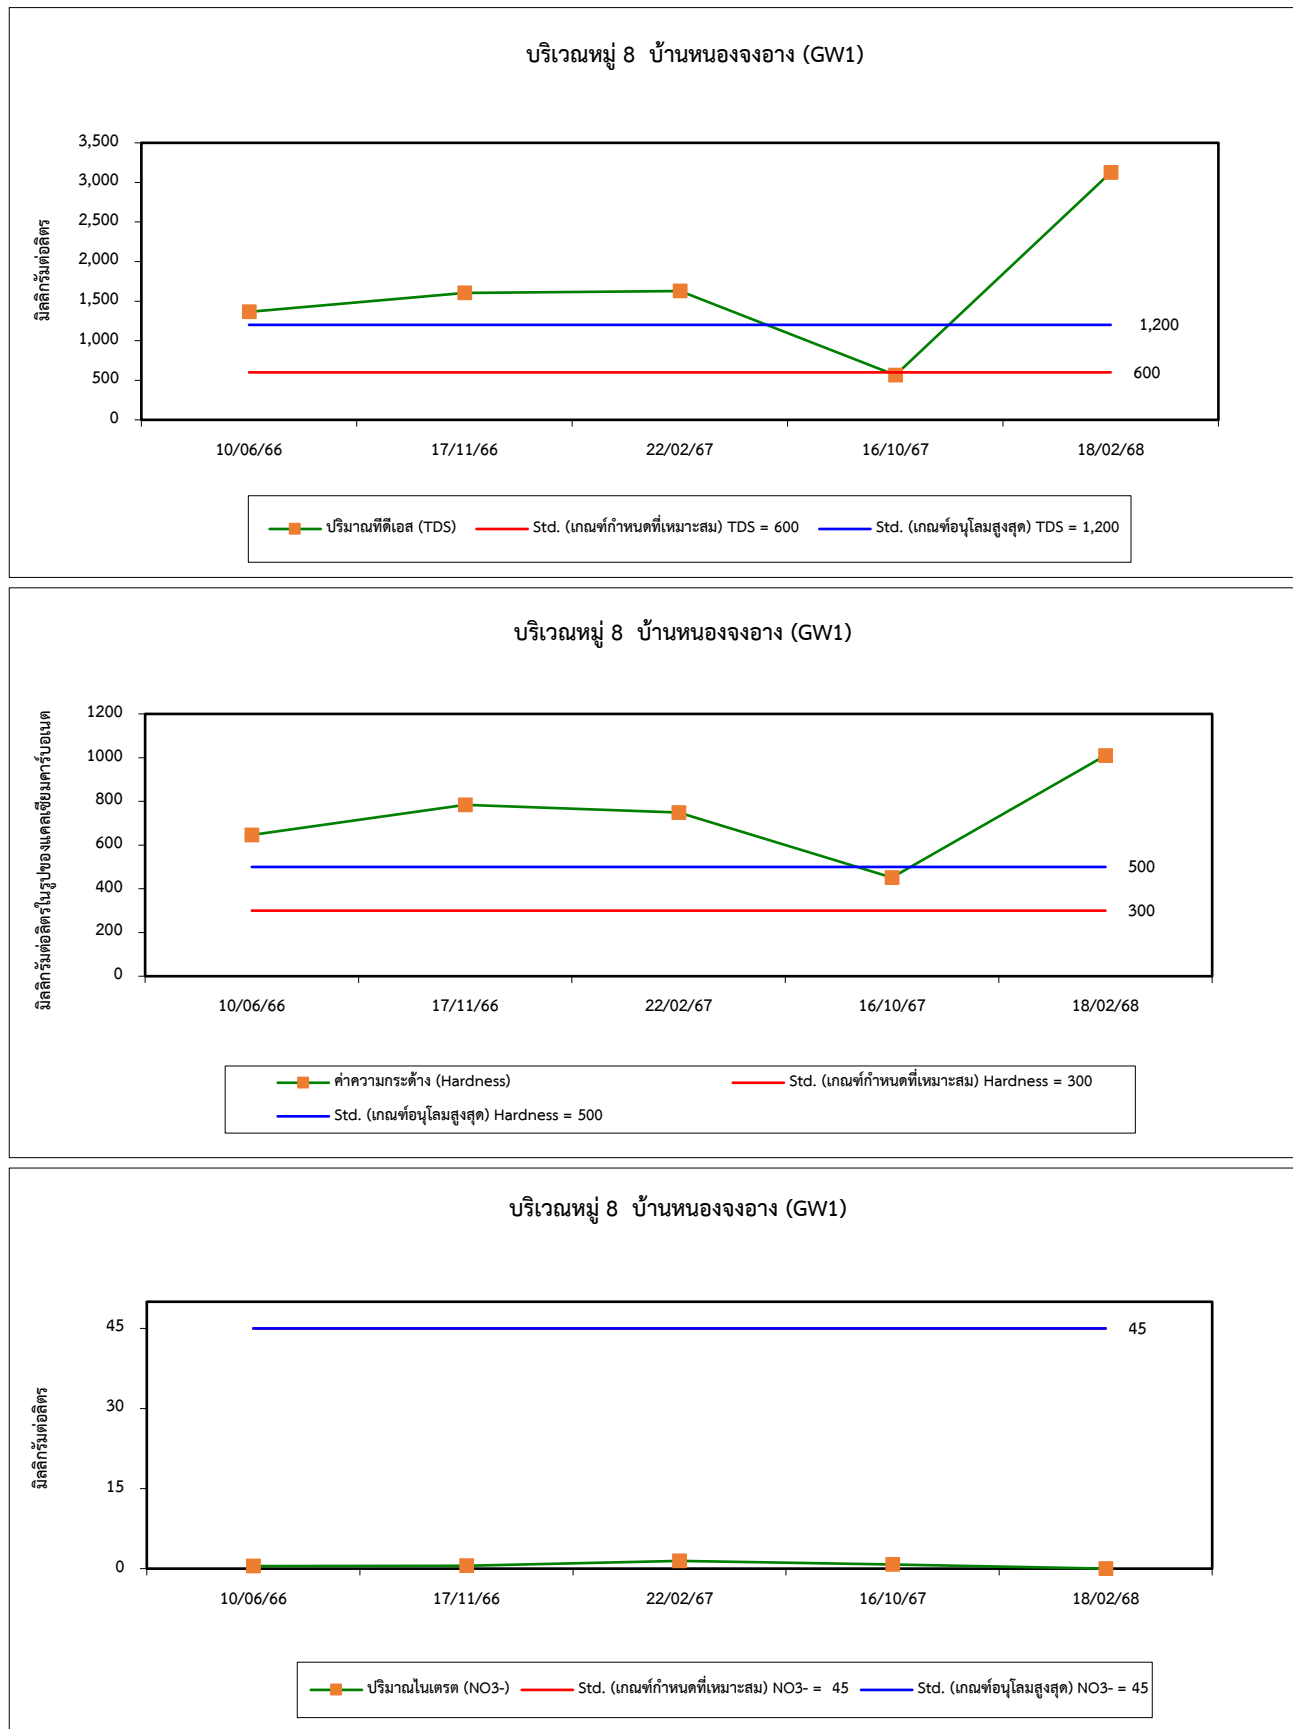 บริเวณหมู่ 8  บ้านหนองจงอาง (GW1)
มิลลิกรัมต่อลิตร
3,500
3,000
2,500
2,000
1,500
1,000
500
0
1,200
600
10/06/66 17/11/66 22/02/67 16/10/67 18/02/68
ปริมาณทีดีเอส (TDS) Std. (เกณฑ์กำหนดที่เหมาะสม) TDS = 600 Std. (เกณฑ์อนุโลมสูงสุด) TDS = 1,200
บริเวณหมู่ 8  บ้านหนองจงอาง (GW1)
มิลลิกรัมต่อลิตรในรูปของแคลเซียมคาร์บอเนต
1200
1000
800
600
400
200
0
500
300
10/06/66 17/11/66 22/02/67 16/10/67 18/02/68
ค่าความกระด้าง (Hardness) Std. (เกณฑ์กำหนดที่เหมาะสม) Hardness = 300
Std. (เกณฑ์อนุโลมสูงสุด) Hardness = 500
บริเวณหมู่ 8  บ้านหนองจงอาง (GW1)
มิลลิกรัมต่อลิตร
45
30
15
0
45
10/06/66 17/11/66 22/02/67 16/10/67 18/02/68
ปริมาณไนเตรต (NO3-) Std. (เกณฑ์กำหนดที่เหมาะสม) NO3- =  45 Std. (เกณฑ์อนุโลมสูงสุด) NO3- = 45